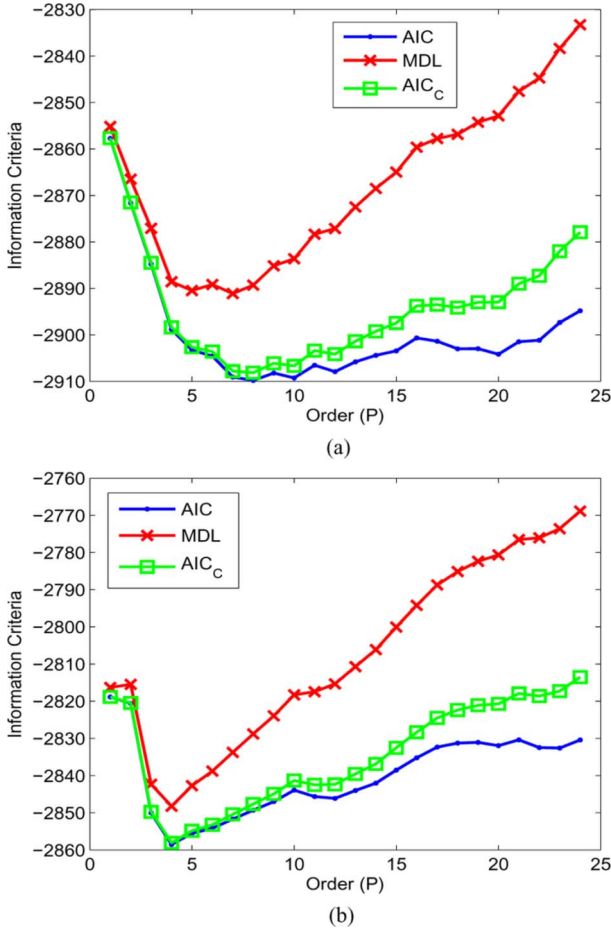 −2830
−2840
−2850
−2860
−2870
−2880
−2890
−2900
−2910
Information Criteria
AIC
MDL
AIC_C
0 5 10 15 20 25
Order (P)
(a)
−2760
−2770
−2780
−2790
−2800
−2810
−2820
−2830
−2840
−2850
−2860
Information Criteria
AIC
MDL
AIC_C
0 5 10 15 20 25
Order (P)
(b)